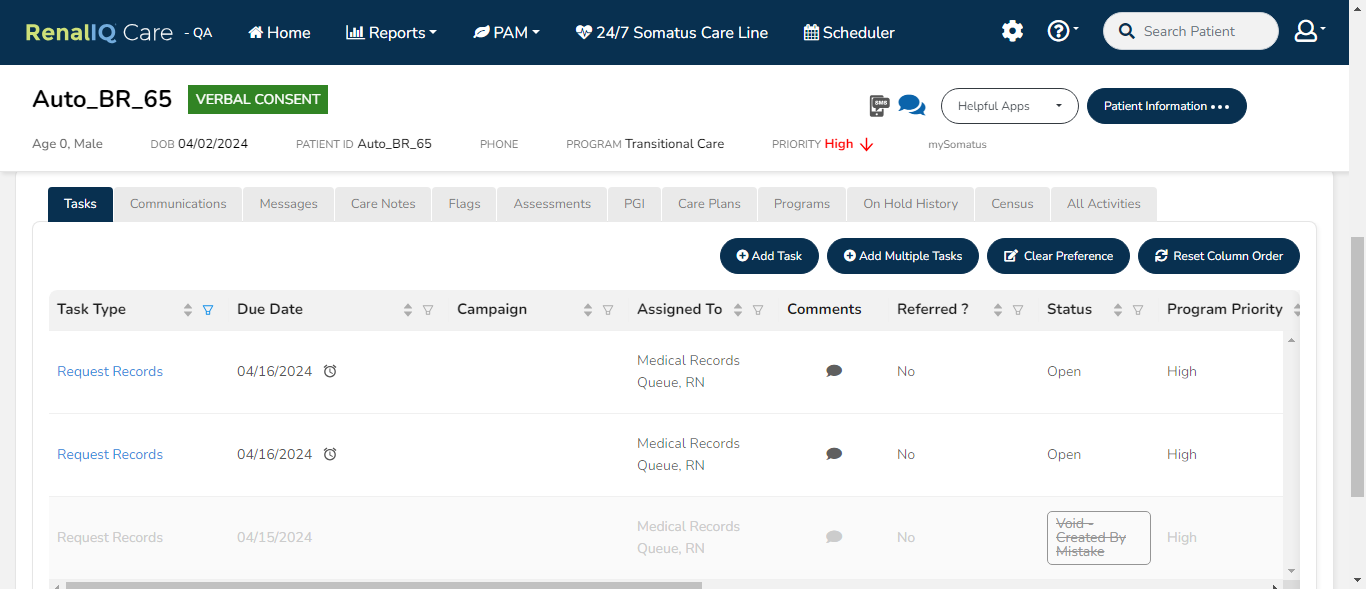 RenalIQ Care - QA Home Reports PAM 24/7 Somatus Care Line Scheduler Search Patient
Auto_BR_65 VERBAL CONSENT SMS Helpful Apps Patient Information
Age 0, Male DOB 04/02/2024 PATIENT ID Auto_BR_65 PHONE PROGRAM Transitional Care PRIORITY High mySomatus
Tasks Communications Messages Care Notes Flags Assessments PGI Care Plans Programs On Hold History Census All Activities
Add Task Add Multiple Tasks Clear Preference Reset Column Order
Task Type Due Date Campaign Assigned To Comments Referred ? Status Program Priority
Request Records 04/16/2024 Medical Records No Open High
Queue, RN
Request Records 04/16/2024 Medical Records No Open High
Queue, RN
Request Records 04/15/2024 Medical Records No Void - High
Queue, RN Created By
Mistake